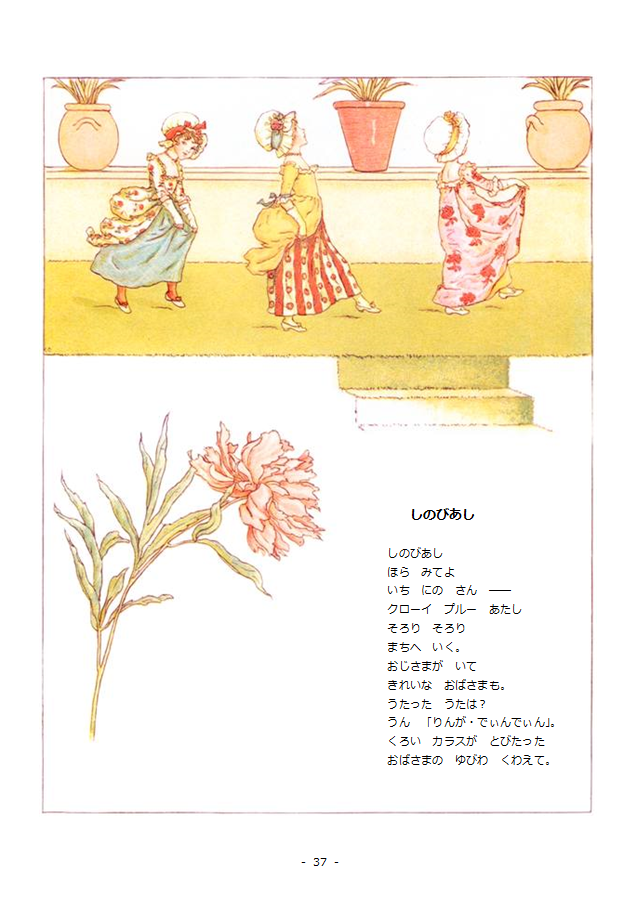 しのびあし
しのびあし
ほら　みてよ
いち　にの　さん　――
クローイ　プルー　あたし
そろり　そろり
まちへ　いく。
おじさまが　いて
きれいな　おばさまも。
うたった　うたは？
うん　「りんが・でぃんでぃん」。
くろい　カラスが　とびたった
おばさまの　ゆびわ　くわえて。
- 37 -